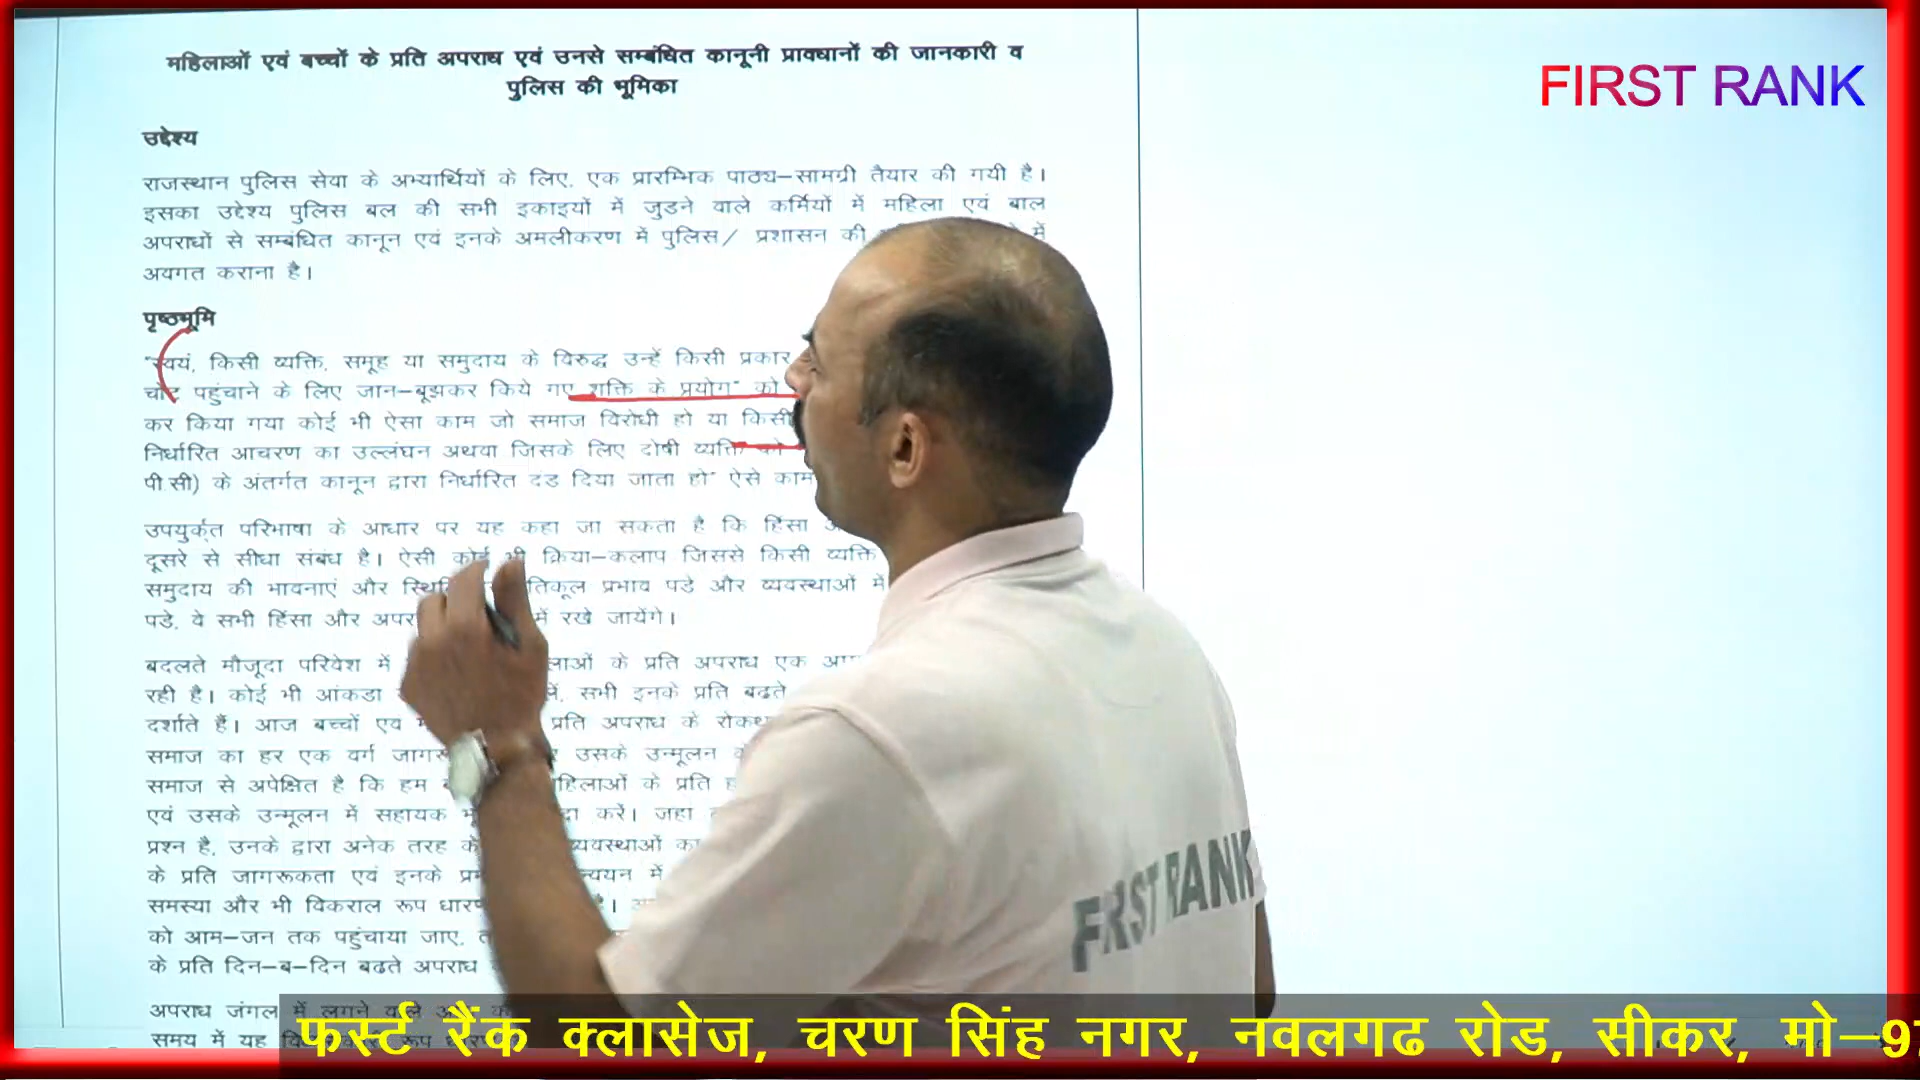 महिलाओं एवं बच्चों के प्रति अपराध एवं उनसे सम्बंधित कानूनी प्रावधानों की जानकारी व
पुलिस की भूमिका
FIRST RANK
उद्देश्य
राजस्थान पुलिस सेवा के अभ्यार्थियों के लिए, एक प्रारम्भिक पाठ्य–सामग्री तैयार की गयी है।
इसका उद्देश्य पुलिस बल की सभी इकाइयों में जुडने वाले कर्मियों में महिला एवं बाल
अपराधों से सम्बंधित कानून एवं इनके अमलीकरण में पुलिस/ प्रशासन की में
अवगत कराना है।
पृष्ठभूमि
"स्वयं, किसी व्यक्ति, समूह या समुदाय के विरुद्ध उन्हें किसी प्रकार
चोट पहुंचाने के लिए जान–बूझकर किये गए शक्ति के प्रयोग" को
कर किया गया कोई भी ऐसा काम जो समाज विरोधी हो या किसी
निर्धारित आचरण का उल्लंघन अथवा जिसके लिए दोषी व्यक्ति को
पी.सी) के अंतर्गत कानून द्वारा निर्धारित दंड दिया जाता हो" ऐसे काम
उपयुर्क्त परिभाषा के आधार पर यह कहा जा सकता है कि हिंसा
दूसरे से सीधा संबंध है। ऐसी कोई भी क्रिया–कलाप जिससे किसी व्यक्ति
समुदाय की भावनाएं और प्रतिकूल प्रभाव पडे और व्यवस्थाओं में
पडे, वे सभी हिंसा और में रखे जायेंगे।
बदलते मौजूदा परिवेश में के प्रति अपराध एक
रही है। कोई भी आंकडा सभी इनके प्रति बढते
दर्शाते हैं। आज बच्चों एवं प्रति अपराध के
समाज का हर एक वर्ग उसके उन्मूलन
समाज से अपेक्षित है कि हम महिलाओं के प्रति
एवं उसके उन्मूलन में सहायक करें। जहा
प्रश्न है, उनके द्वारा अनेक तरह के व्यवस्थाओं का
के प्रति जागरूकता एवं इनके में
समस्या और भी विकराल रूप है।
को आम–जन तक पहुंचाया जाए,
के प्रति दिन–ब–दिन बढते अपराध
अपराध जंगल में लगने वाले
समय में यह
FIRST RANK
फर्स्ट रैंक क्लासेज, चरण सिंह नगर, नवलगढ रोड, सीकर, मो–97